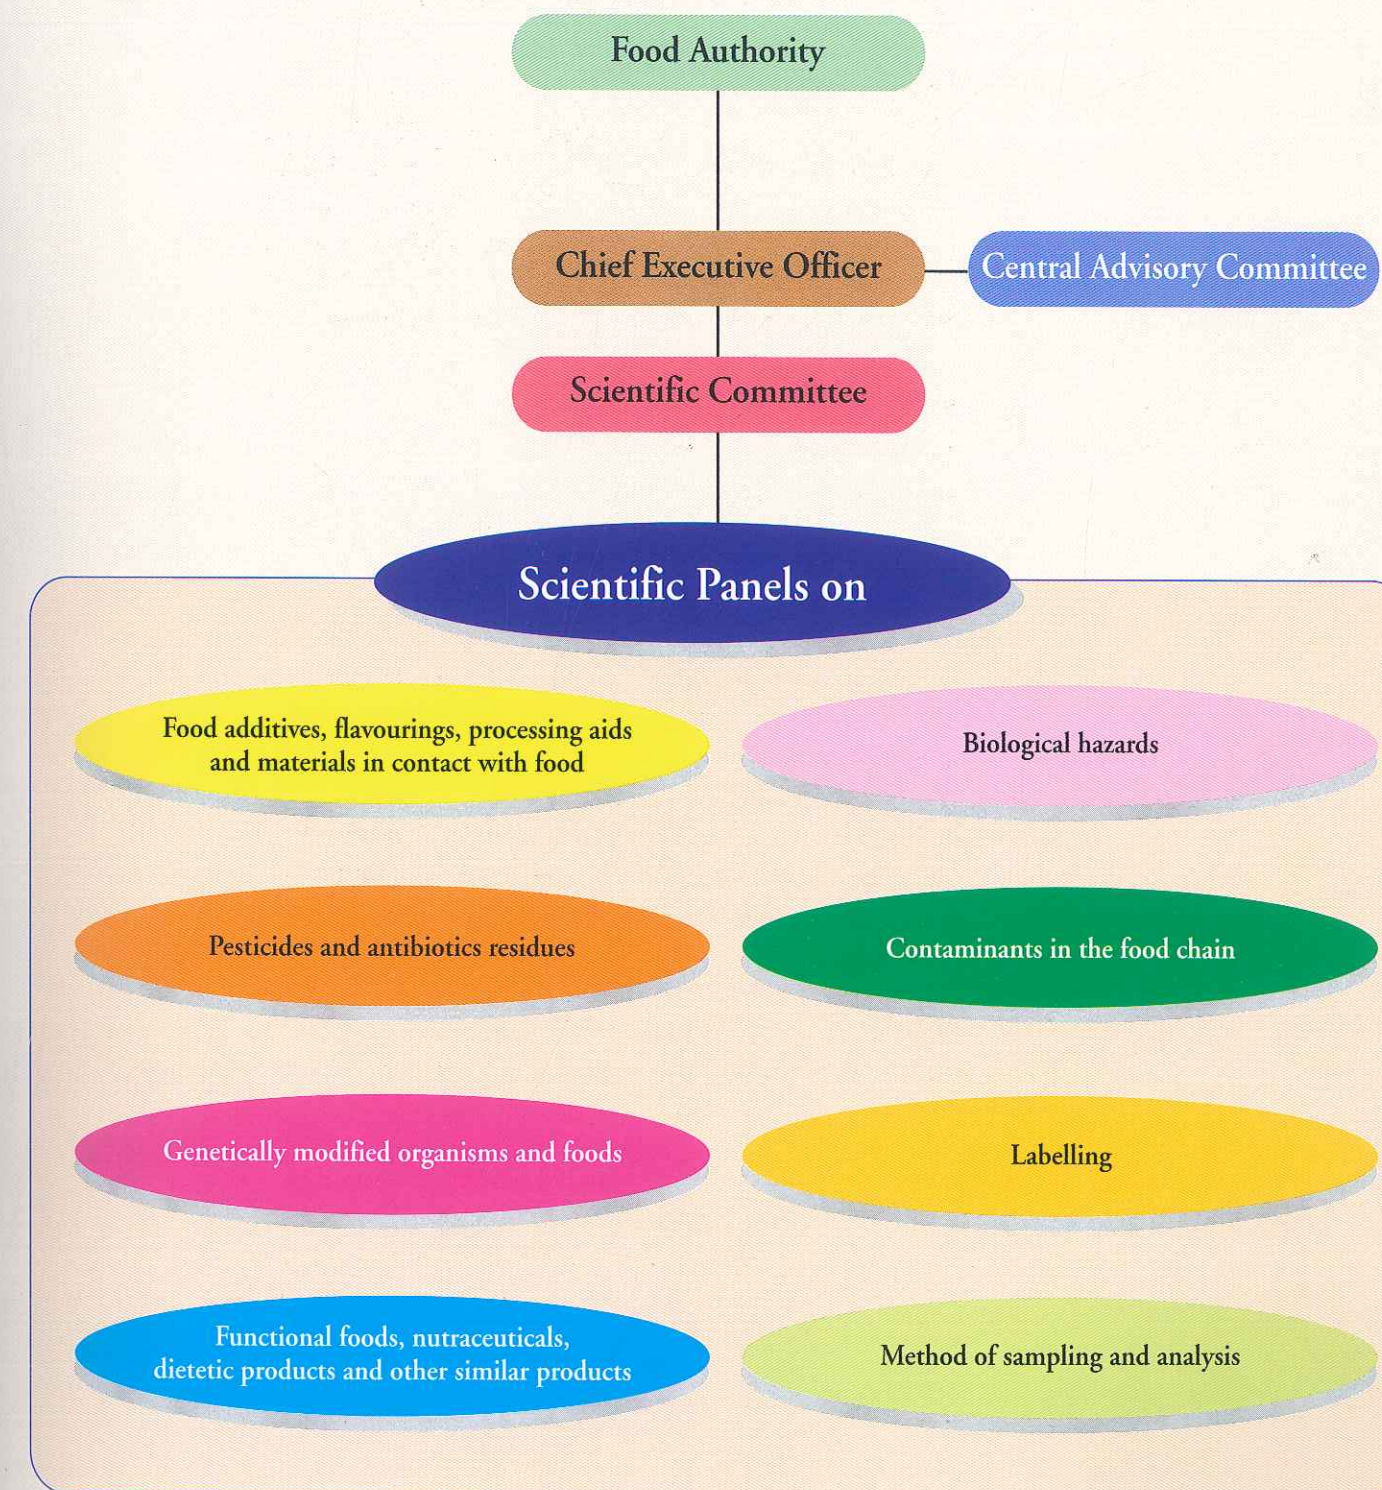 Food Authority
Chief Executive Officer
Central Advisory Committee
Scientific Committee
Scientific Panels on
Food additives, flavourings, processing aids
and materials in contact with food
Biological hazards
Pesticides and antibiotics residues
Contaminants in the food chain
Genetically modified organisms and foods
Labelling
Functional foods, nutraceuticals,
dietetic products and other similar products
Method of sampling and analysis